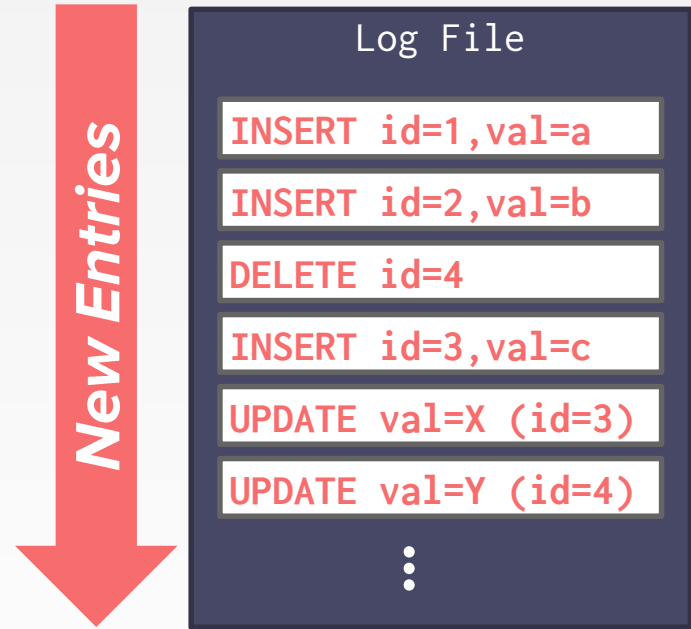 New Entries
Log File
INSERT id=1,val=a
INSERT id=2,val=b
DELETE id=4
INSERT id=3,val=c
UPDATE val=X (id=3)
UPDATE val=Y (id=4)
⋮